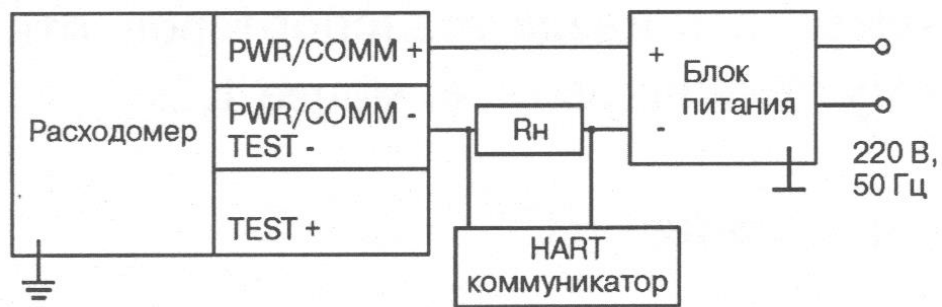 Расходомер
PWR/COMM +
PWR/COMM -
TEST -
TEST +
Rн
+
-
Блок
питания
220 В,
50 Гц
HART
коммуникатор